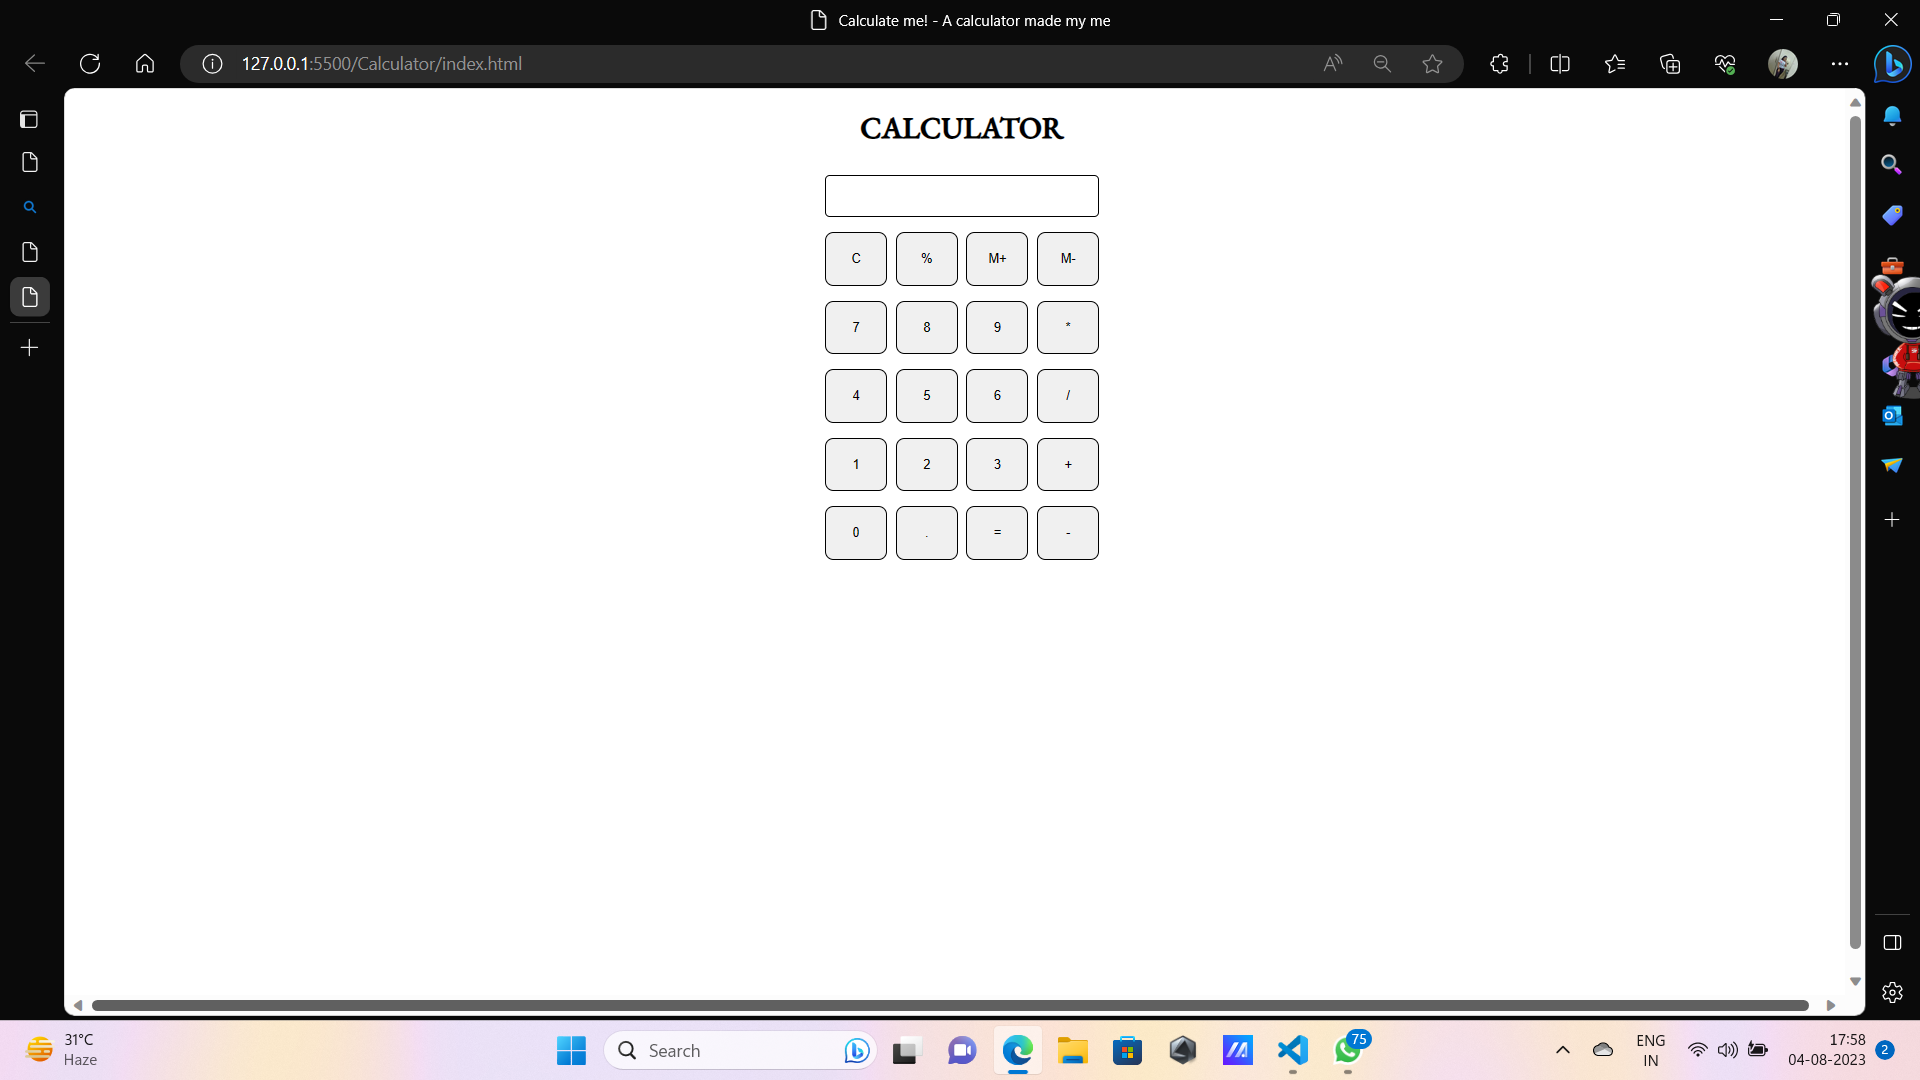 Calculate me! - A calculator made my me
127.0.0.1:5500/Calculator/index.html
CALCULATOR
C % M+ M-
7 8 9 *
4 5 6 /
1 2 3 +
0 . = -
31°C
Haze
Search
75
ENG
IN
17:58
04-08-2023
2